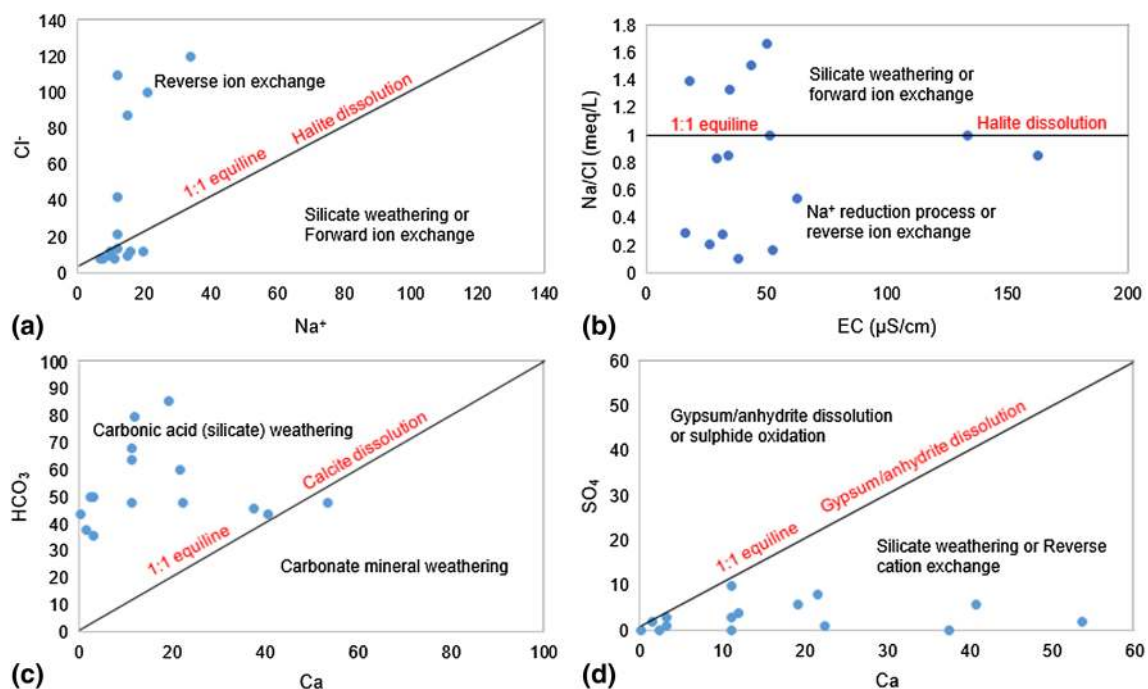 140
120
100
80
60
40
20
0
Cl-
Reverse ion exchange
1:1 equiline
Halite dissolution
Silicate weathering or
Forward ion exchange
0 20 40 60 80 100 120 140
Na⁺
(a)
1.8
1.6
1.4
1.2
1
0.8
0.6
0.4
0.2
0
Na/Cl (meq/L)
Silicate weathering or
forward ion exchange
1:1 equiline
Halite dissolution
Na⁺ reduction process or
reverse ion exchange
0 50 100 150 200
EC (µS/cm)
(b)
100
90
80
70
60
50
40
30
20
10
0
HCO₃
Carbonic acid (silicate) weathering
1:1 equiline
Calcite dissolution
Carbonate mineral weathering
0 20 40 60 80 100
Ca
(c)
60
50
40
30
20
10
0
SO₄
Gypsum/anhydrite dissolution
or sulphide oxidation
1:1 equiline
Gypsum/anhydrite dissolution
Silicate weathering or Reverse
cation exchange
0 10 20 30 40 50 60
Ca
(d)